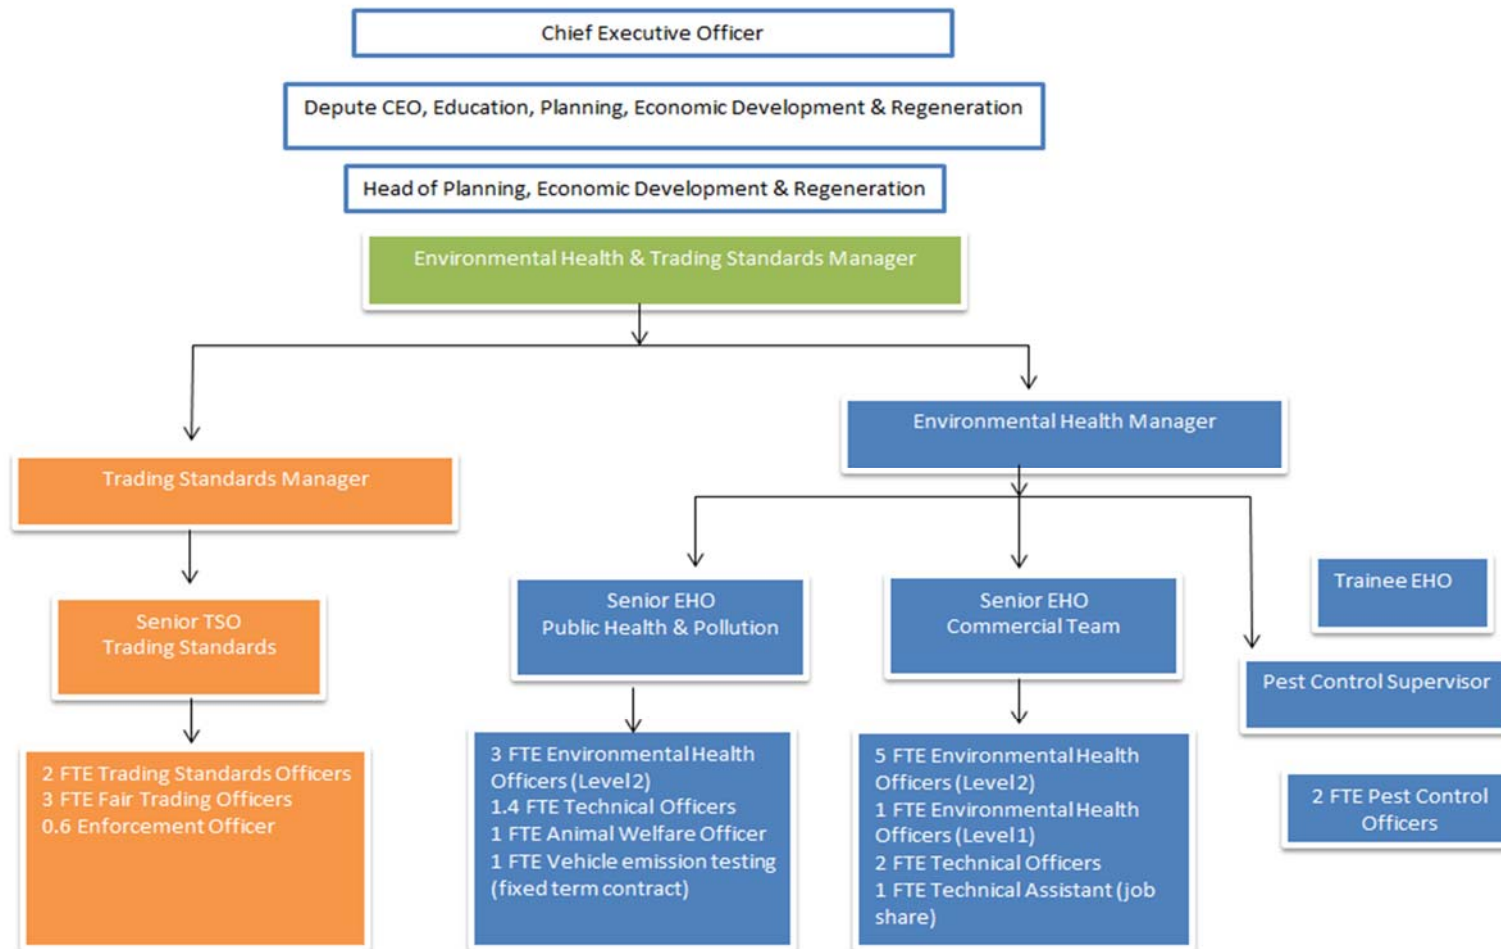 Chief Executive Officer
Depute CEO, Education, Planning, Economic Development & Regeneration
Head of Planning, Economic Development & Regeneration
Environmental Health & Trading Standards Manager
Environmental Health Manager
Trading Standards Manager
Senior TSO
Trading Standards
Senior EHO
Public Health & Pollution
Senior EHO
Commercial Team
Trainee EHO
Pest Control Supervisor
2 FTE Trading Standards Officers
3 FTE Fair Trading Officers
0.6 Enforcement Officer
3 FTE Environmental Health
Officers (Level 2)
1.4 FTE Technical Officers
1 FTE Animal Welfare Officer
1 FTE Vehicle emission testing
(fixed term contract)
5 FTE Environmental Health
Officers (Level 2)
1 FTE Environmental Health
Officers (Level 1)
2 FTE Technical Officers
1 FTE Technical Assistant (job
share)
2 FTE Pest Control
Officers